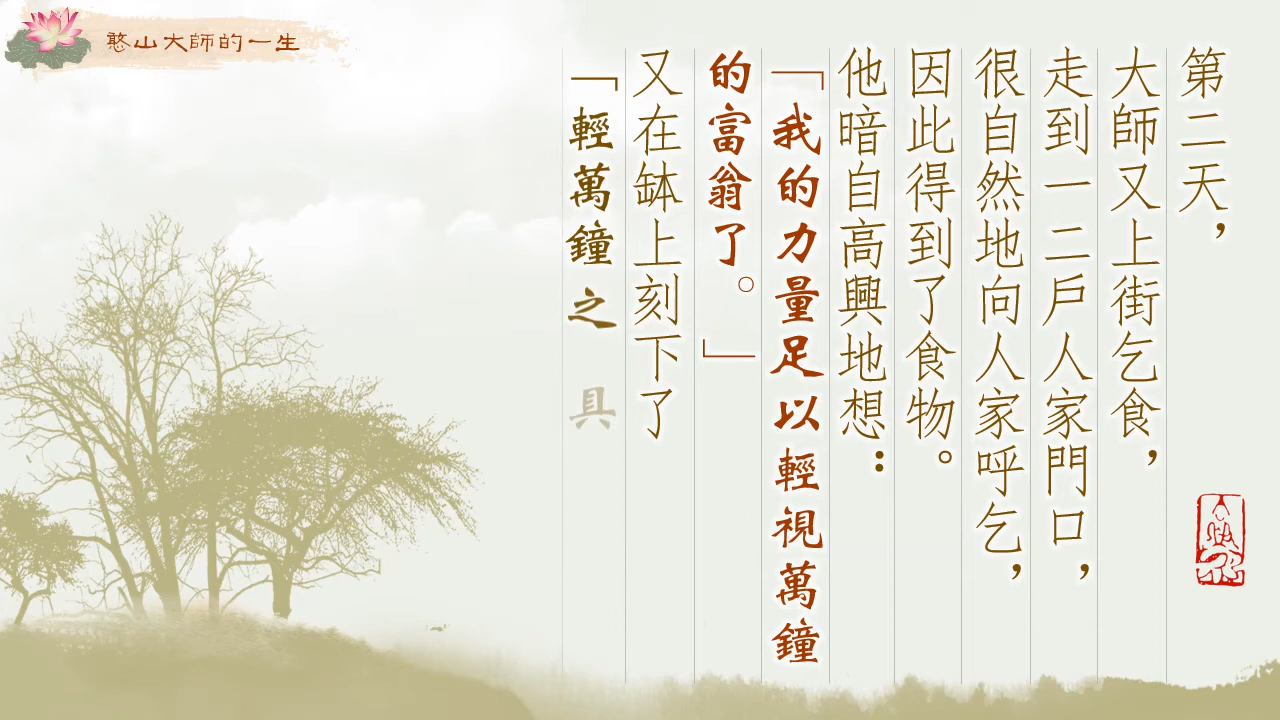 憨山大師的一生
第二天，
大師又上街乞食，
走到一二戶人家門口，
很自然地向人家呼乞，
因此得到了食物。
他暗自高興地想：
「我的力量足以輕視萬鐘
的富翁了。」
又在缽上刻下了
「輕萬鐘之 具